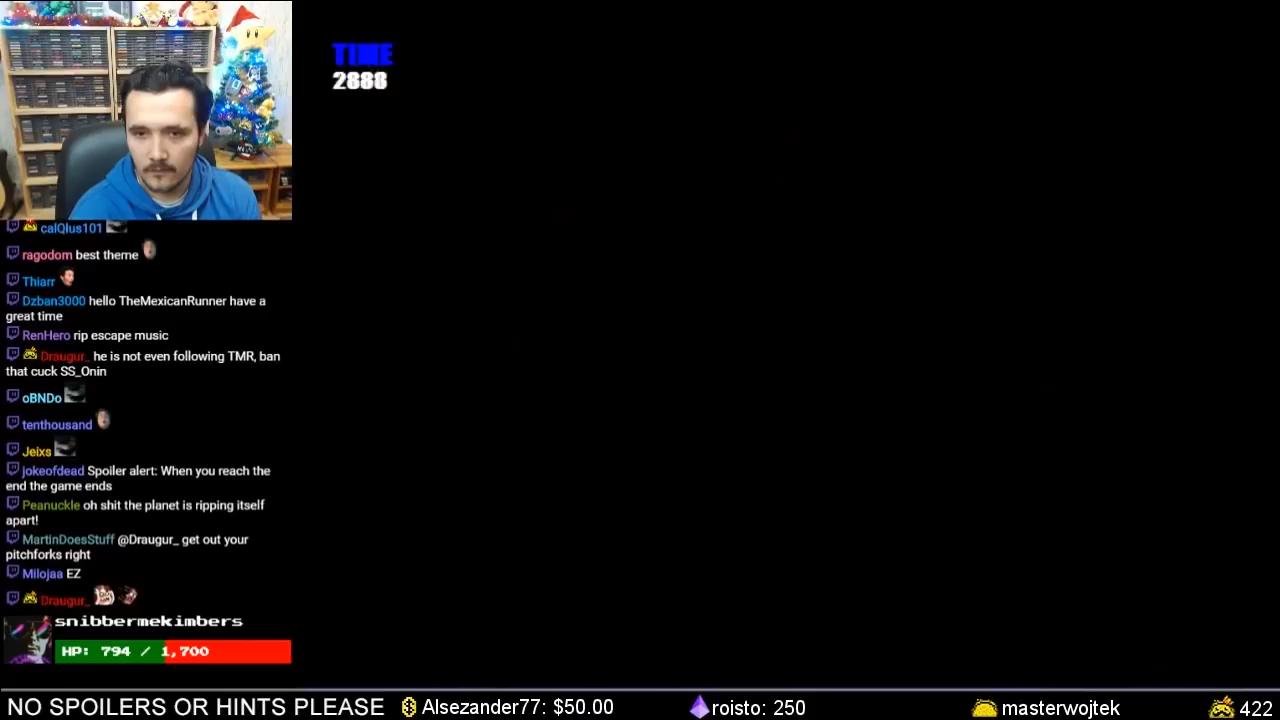 TIME
2888
calQlus101
ragodom best theme
Thiarr
Dzban3000 hello TheMexicanRunner have a
great time
RenHero rip escape music
Draugur_ he is not even following TMR, ban
that cuck SS_Onin
oBNDo
tenthousand
Jeixs
jokeofdead Spoiler alert: When you reach the
end the game ends
Peanuckle oh shit the planet is ripping itself
apart!
MartinDoesStuff @Draugur_ get out your
pitchforks right
Milojaa EZ
Draugur_
snibbermekimbers
HP: 794 / 1,700
NO SPOILERS OR HINTS PLEASE
Alsezander77: $50.00
roisto: 250
masterwojtek
422